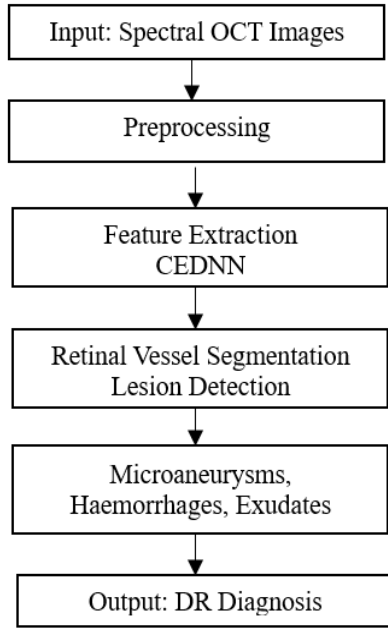 Input: Spectral OCT Images
Preprocessing
Feature Extraction
CEDNN
Retinal Vessel Segmentation
Lesion Detection
Microaneurysms,
Haemorrhages, Exudates
Output: DR Diagnosis